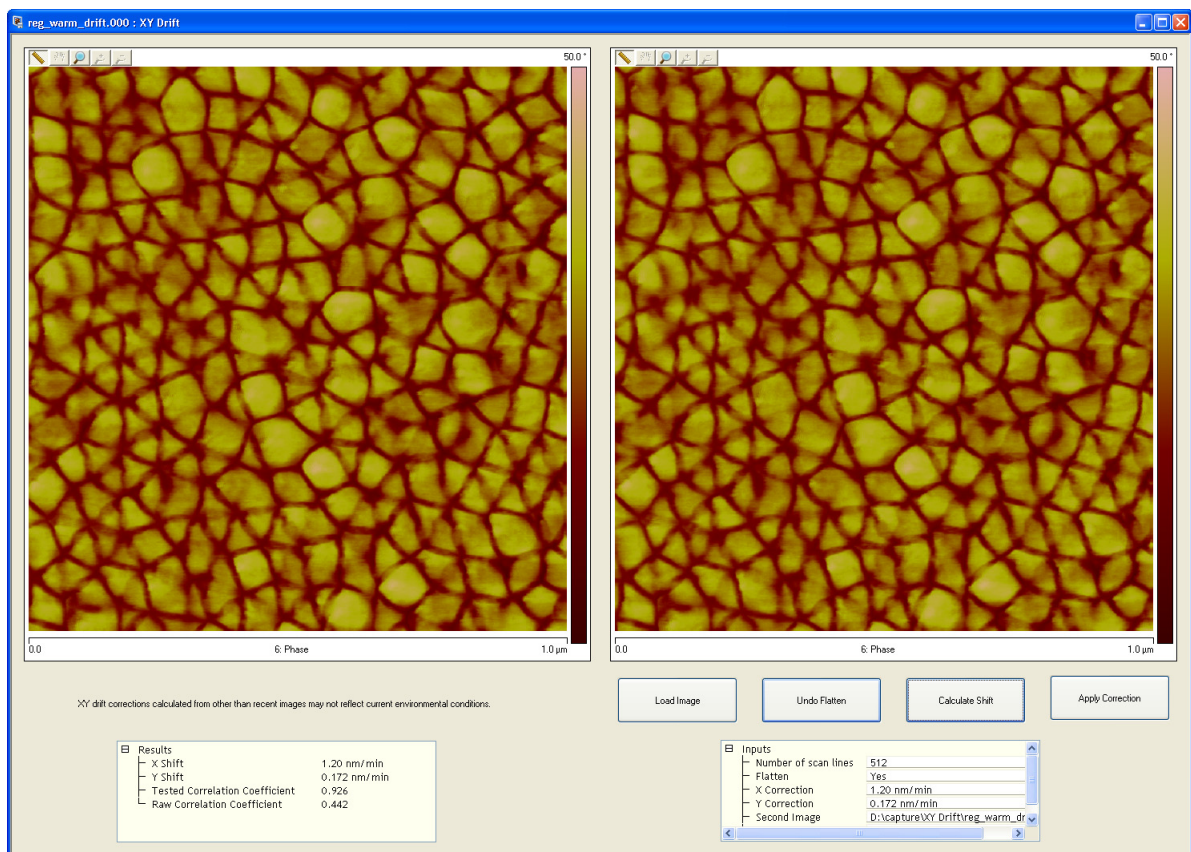 reg_warm_drift.000 : XY Drift
50.0 °
50.0 °
0.0 6: Phase 1.0 µm
0.0 6: Phase 1.0 µm
Load Image
Undo Flatten
Calculate Shift
Apply Correction
XY drift corrections calculated from other than recent images may not reflect current environmental conditions.
Results
X Shift 1.20 nm/min
Y Shift 0.172 nm/min
Tested Correlation Coefficient 0.926
Raw Correlation Coefficient 0.442
Inputs
Number of scan lines 512
Flatten Yes
X Correction 1.20 nm/min
Y Correction 0.172 nm/min
Second Image D:\capture\XY Drift\reg_warm_dr